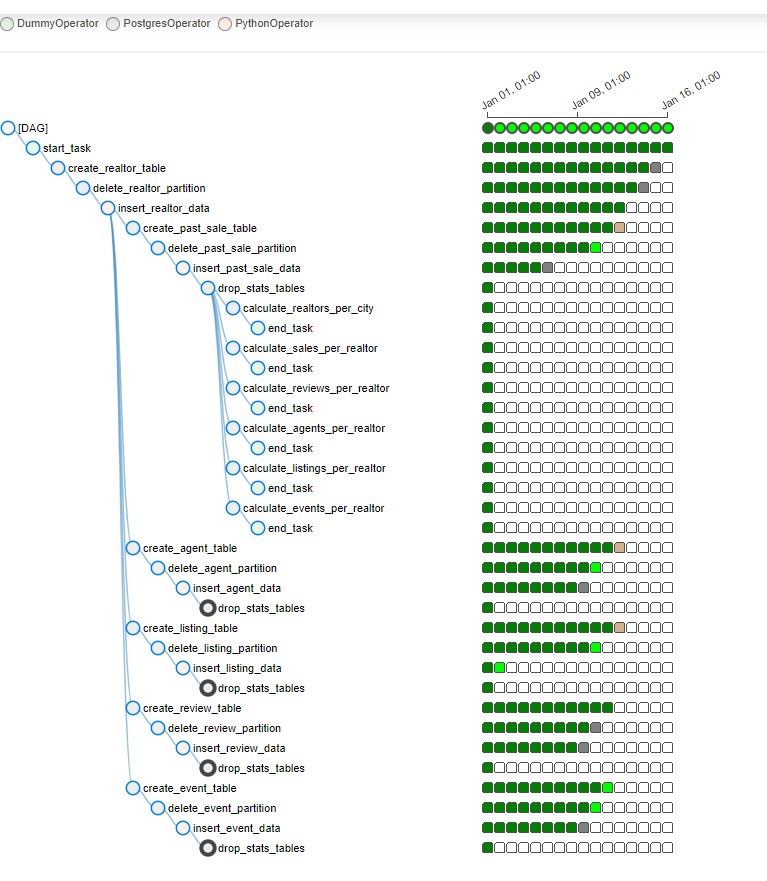 DummyOperator PostgresOperator PythonOperator
Jan 01, 01:00 Jan 09, 01:00 Jan 16, 01:00
[DAG]
start_task
create_realtor_table
delete_realtor_partition
insert_realtor_data
create_past_sale_table
delete_past_sale_partition
insert_past_sale_data
drop_stats_tables
calculate_realtors_per_city
end_task
calculate_sales_per_realtor
end_task
calculate_reviews_per_realtor
end_task
calculate_agents_per_realtor
end_task
calculate_listings_per_realtor
end_task
calculate_events_per_realtor
end_task
create_agent_table
delete_agent_partition
insert_agent_data
drop_stats_tables
create_listing_table
delete_listing_partition
insert_listing_data
drop_stats_tables
create_review_table
delete_review_partition
insert_review_data
drop_stats_tables
create_event_table
delete_event_partition
insert_event_data
drop_stats_tables